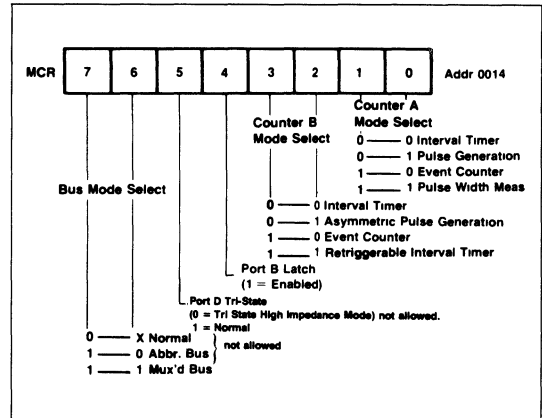 MCR 7 6 5 4 3 2 1 0 Addr 0014
Counter A
Mode Select
0 — 0 Interval Timer
0 — 1 Pulse Generation
1 — 0 Event Counter
1 — 1 Pulse Width Meas
Counter B
Mode Select
0 — 0 Interval Timer
0 — 1 Asymmetric Pulse Generation
1 — 0 Event Counter
1 — 1 Retriggerable Interval Timer
Port B Latch
(1 = Enabled)
Port D Tri-State
(0 = Tri State High Impedance Mode) not allowed.
1 = Normal
Bus Mode Select
0 — X Normal
1 — 0 Abbr. Bus
not allowed
1 — 1 Mux'd Bus